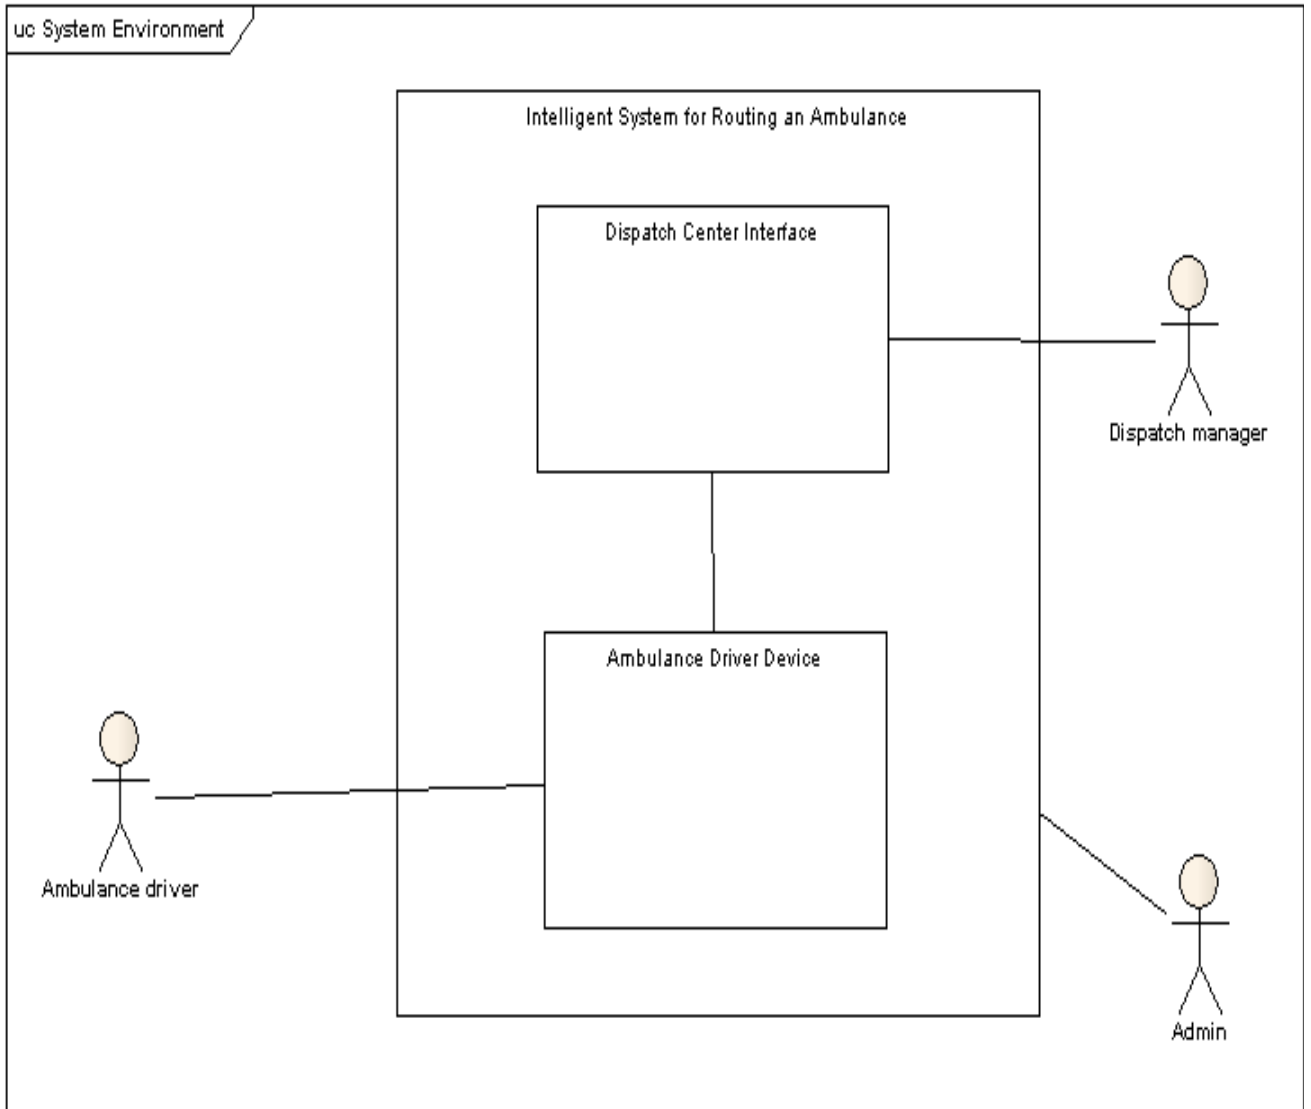 uc System Environment
Intelligent System for Routing an Ambulance
Dispatch Center Interface
Dispatch manager
Ambulance Driver Device
Ambulance driver
Admin